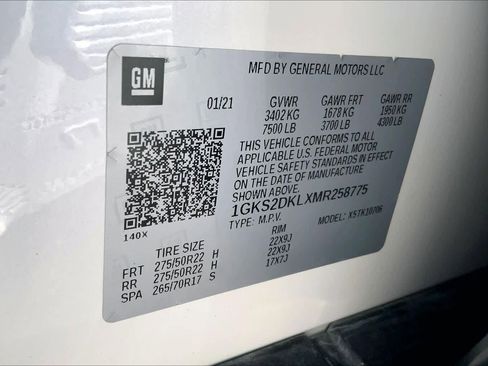 GM
MFD BY GENERAL MOTORS LLC
01/21 GVWR GAWR FRT GAWR RR
3402 KG 1678 KG 1950 KG
7500 LB 3700 LB 4300 LB
THIS VEHICLE CONFORMS TO ALL
APPLICABLE U.S. FEDERAL MOTOR
VEHICLE SAFETY STANDARDS IN EFFECT
ON THE DATE OF MANUFACTURE
SHOWN ABOVE.
1GKS2DKLXMR258775
140X TYPE: M.P.V. MODEL: X5TK10706
TIRE SIZE RIM
FRT 275/50R22 H 22X9J
RR 275/50R22 H 22X9J
SPA 265/70R17 S 17X7J